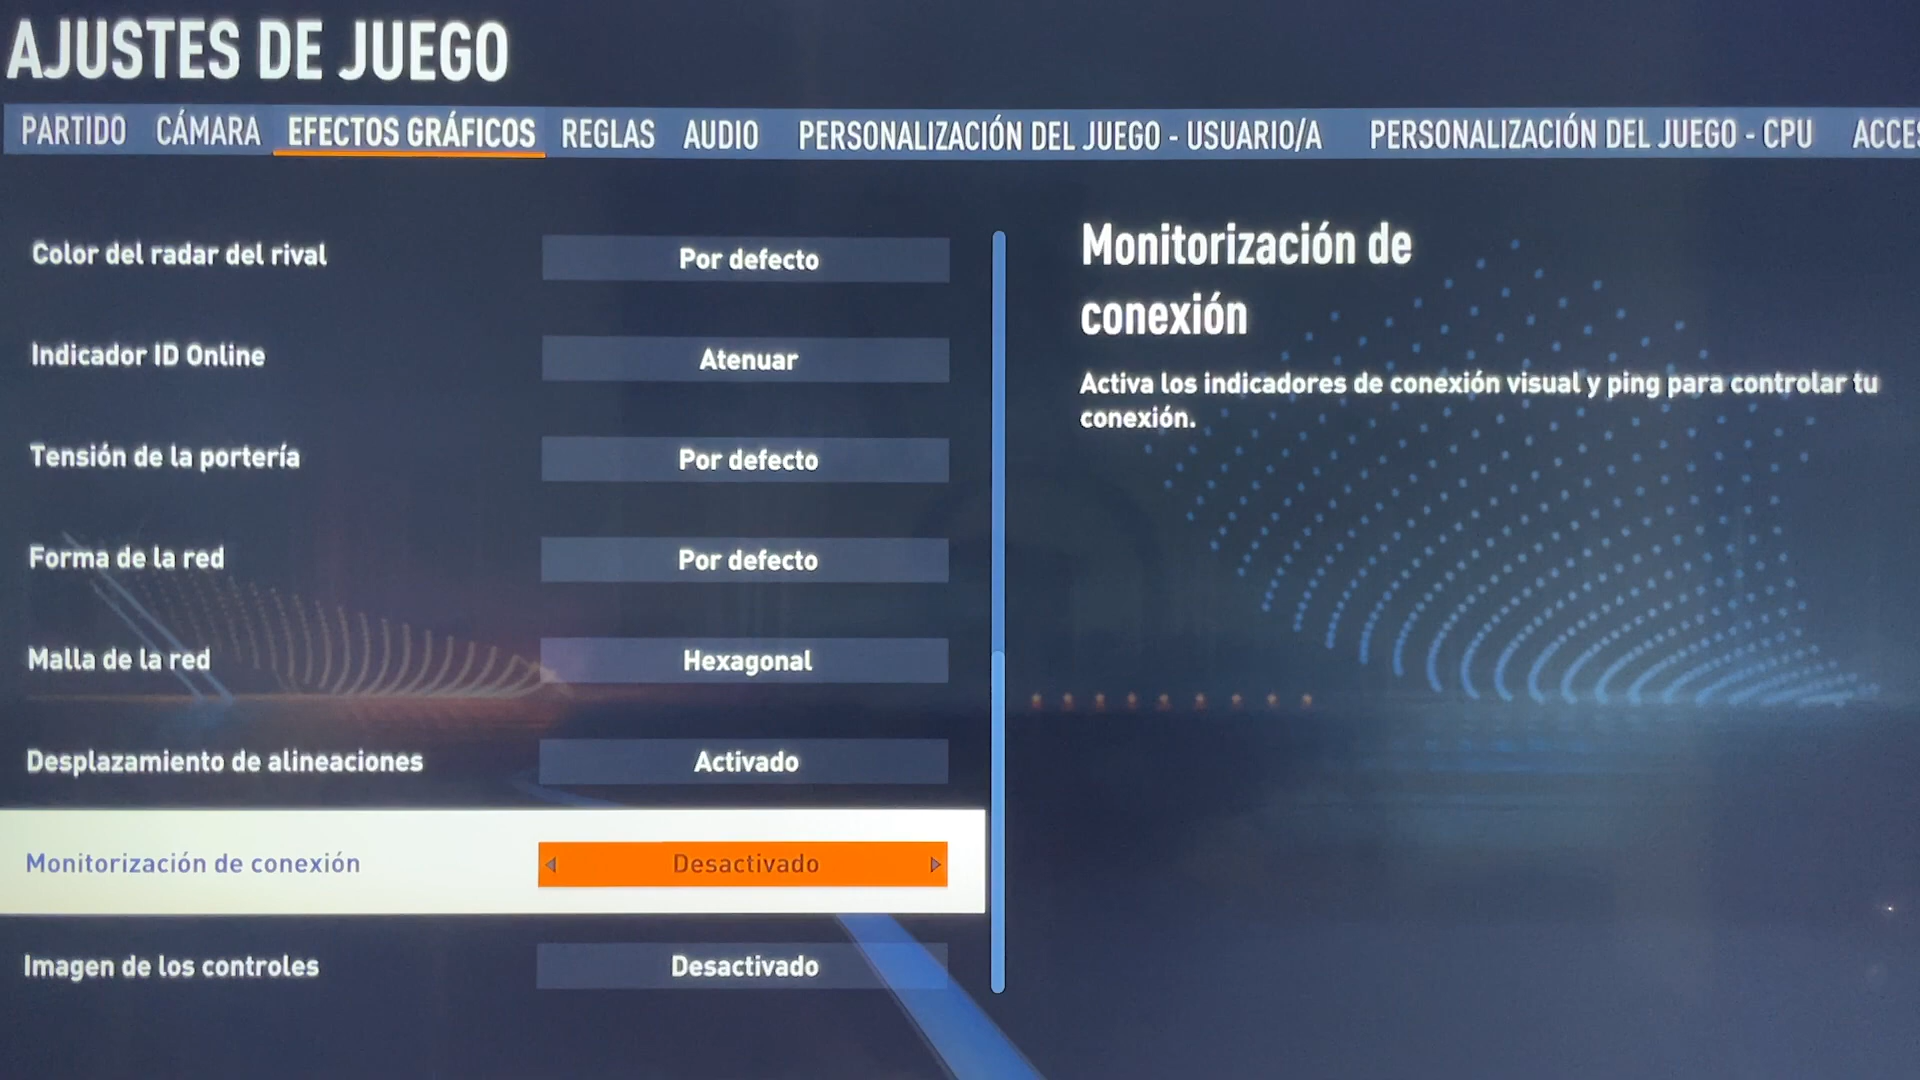 AJUSTES DE JUEGO
PARTIDO CÁMARA EFECTOS GRÁFICOS REGLAS AUDIO PERSONALIZACIÓN DEL JUEGO - USUARIO/A PERSONALIZACIÓN DEL JUEGO - CPU ACCES
Color del radar del rival Por defecto
Indicador ID Online Atenuar
Tensión de la portería Por defecto
Forma de la red Por defecto
Malla de la red Hexagonal
Desplazamiento de alineaciones Activado
Monitorización de conexión Desactivado
Imagen de los controles Desactivado
Monitorización de
conexión
Activa los indicadores de conexión visual y ping para controlar tu
conexión.